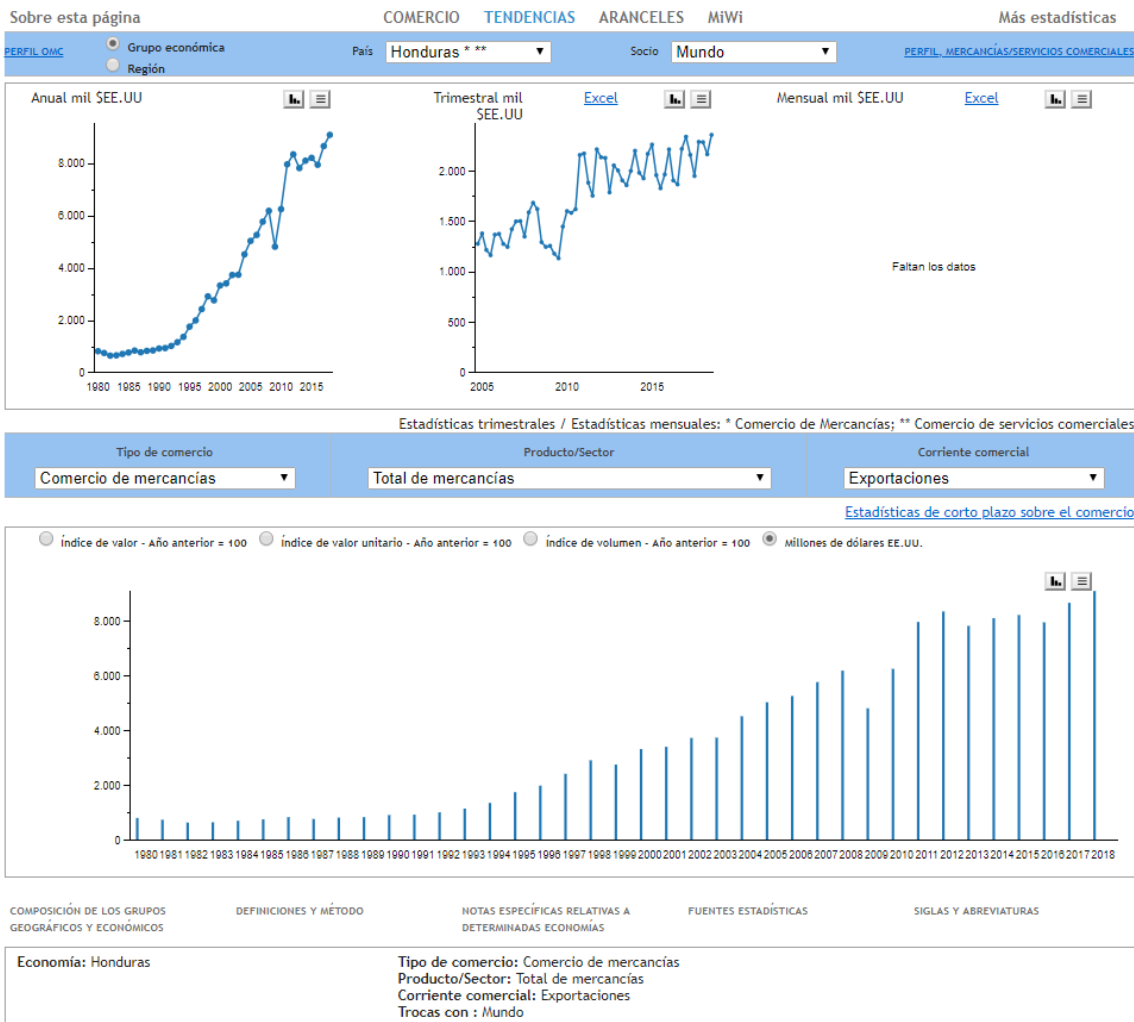 Sobre esta página
COMERCIO TENDENCIAS ARANCELES MiWi
Más estadísticas
PERFIL OMC
Grupo económica
Región
País Honduras * **
Socio Mundo
PERFIL, MERCANCÍAS/SERVICIOS COMERCIALES
Anual mil $EE.UU
8.000
6.000
4.000
2.000
0
1980 1985 1990 1995 2000 2005 2010 2015
Trimestral mil
$EE.UU
Excel
2.000
1.500
1.000
500
0
2005 2010 2015
Mensual mil $EE.UU Excel
Faltan los datos
Estadísticas trimestrales / Estadísticas mensuales: * Comercio de Mercancías; ** Comercio de servicios comerciales
Tipo de comercio
Comercio de mercancías
Producto/Sector
Total de mercancías
Corriente comercial
Exportaciones
Estadísticas de corto plazo sobre el comercio
Índice de valor - Año anterior = 100 Índice de valor unitario - Año anterior = 100 Índice de volumen - Año anterior = 100 Millones de dólares EE.UU.
8.000
6.000
4.000
2.000
0
1980 1981 1982 1983 1984 1985 1986 1987 1988 1989 1990 1991 1992 1993 1994 1995 1996 1997 1998 1999 2000 2001 2002 2003 2004 2005 2006 2007 2008 2009 2010 2011 2012 2013 2014 2015 2016 2017 2018
COMPOSICIÓN DE LOS GRUPOS
GEOGRÁFICOS Y ECONÓMICOS
DEFINICIONES Y MÉTODO
NOTAS ESPECÍFICAS RELATIVAS A
DETERMINADAS ECONOMÍAS
FUENTES ESTADÍSTICAS
SIGLAS Y ABREVIATURAS
Economía: Honduras
Tipo de comercio: Comercio de mercancías
Producto/Sector: Total de mercancías
Corriente comercial: Exportaciones
Trocas con : Mundo